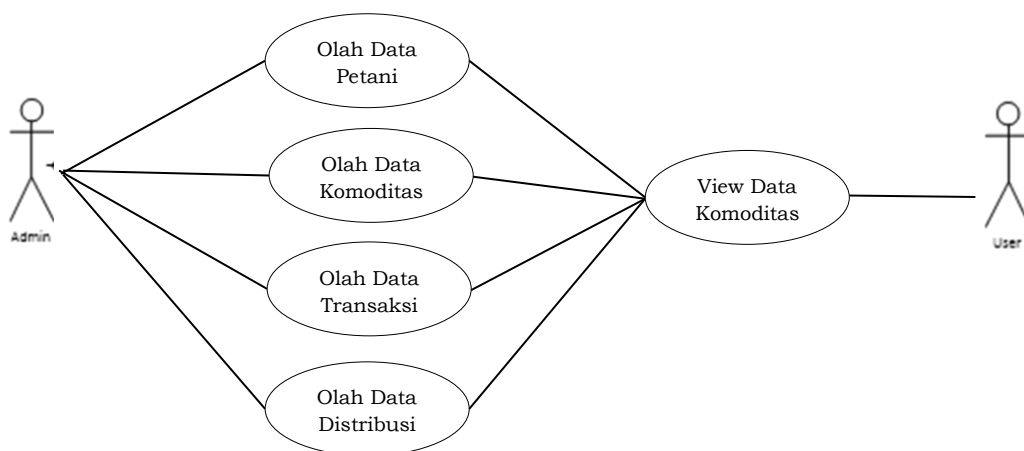 Olah Data
Petani
Admin
Olah Data
Komoditas
View Data
Komoditas
User
Olah Data
Transaksi
Olah Data
Distribusi